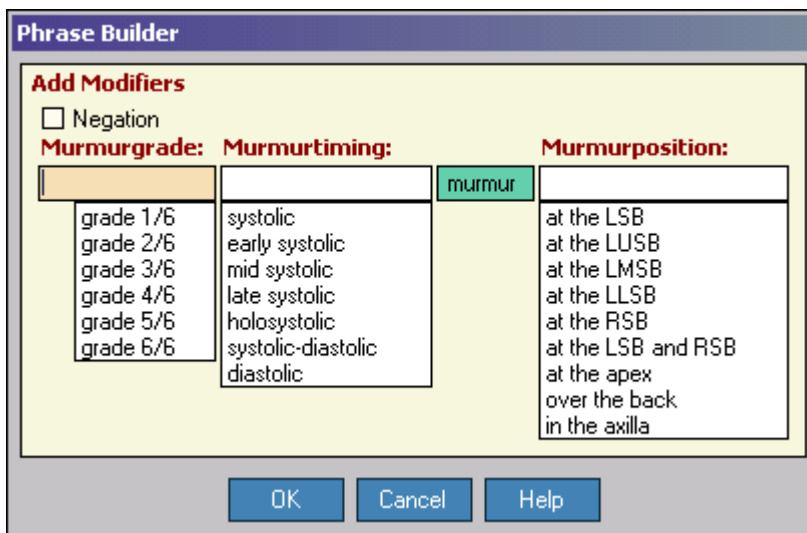 Phrase Builder
Add Modifiers
Negation
Murmurgrade: Murmurtiming: Murmurposition:
murmur
grade 1/6 systolic at the LSB
grade 2/6 early systolic at the LUSB
grade 3/6 mid systolic at the LMSB
grade 4/6 late systolic at the LLSB
grade 5/6 holosystolic at the RSB
grade 6/6 systolic-diastolic at the LSB and RSB
diastolic at the apex
over the back
in the axilla
OK Cancel Help